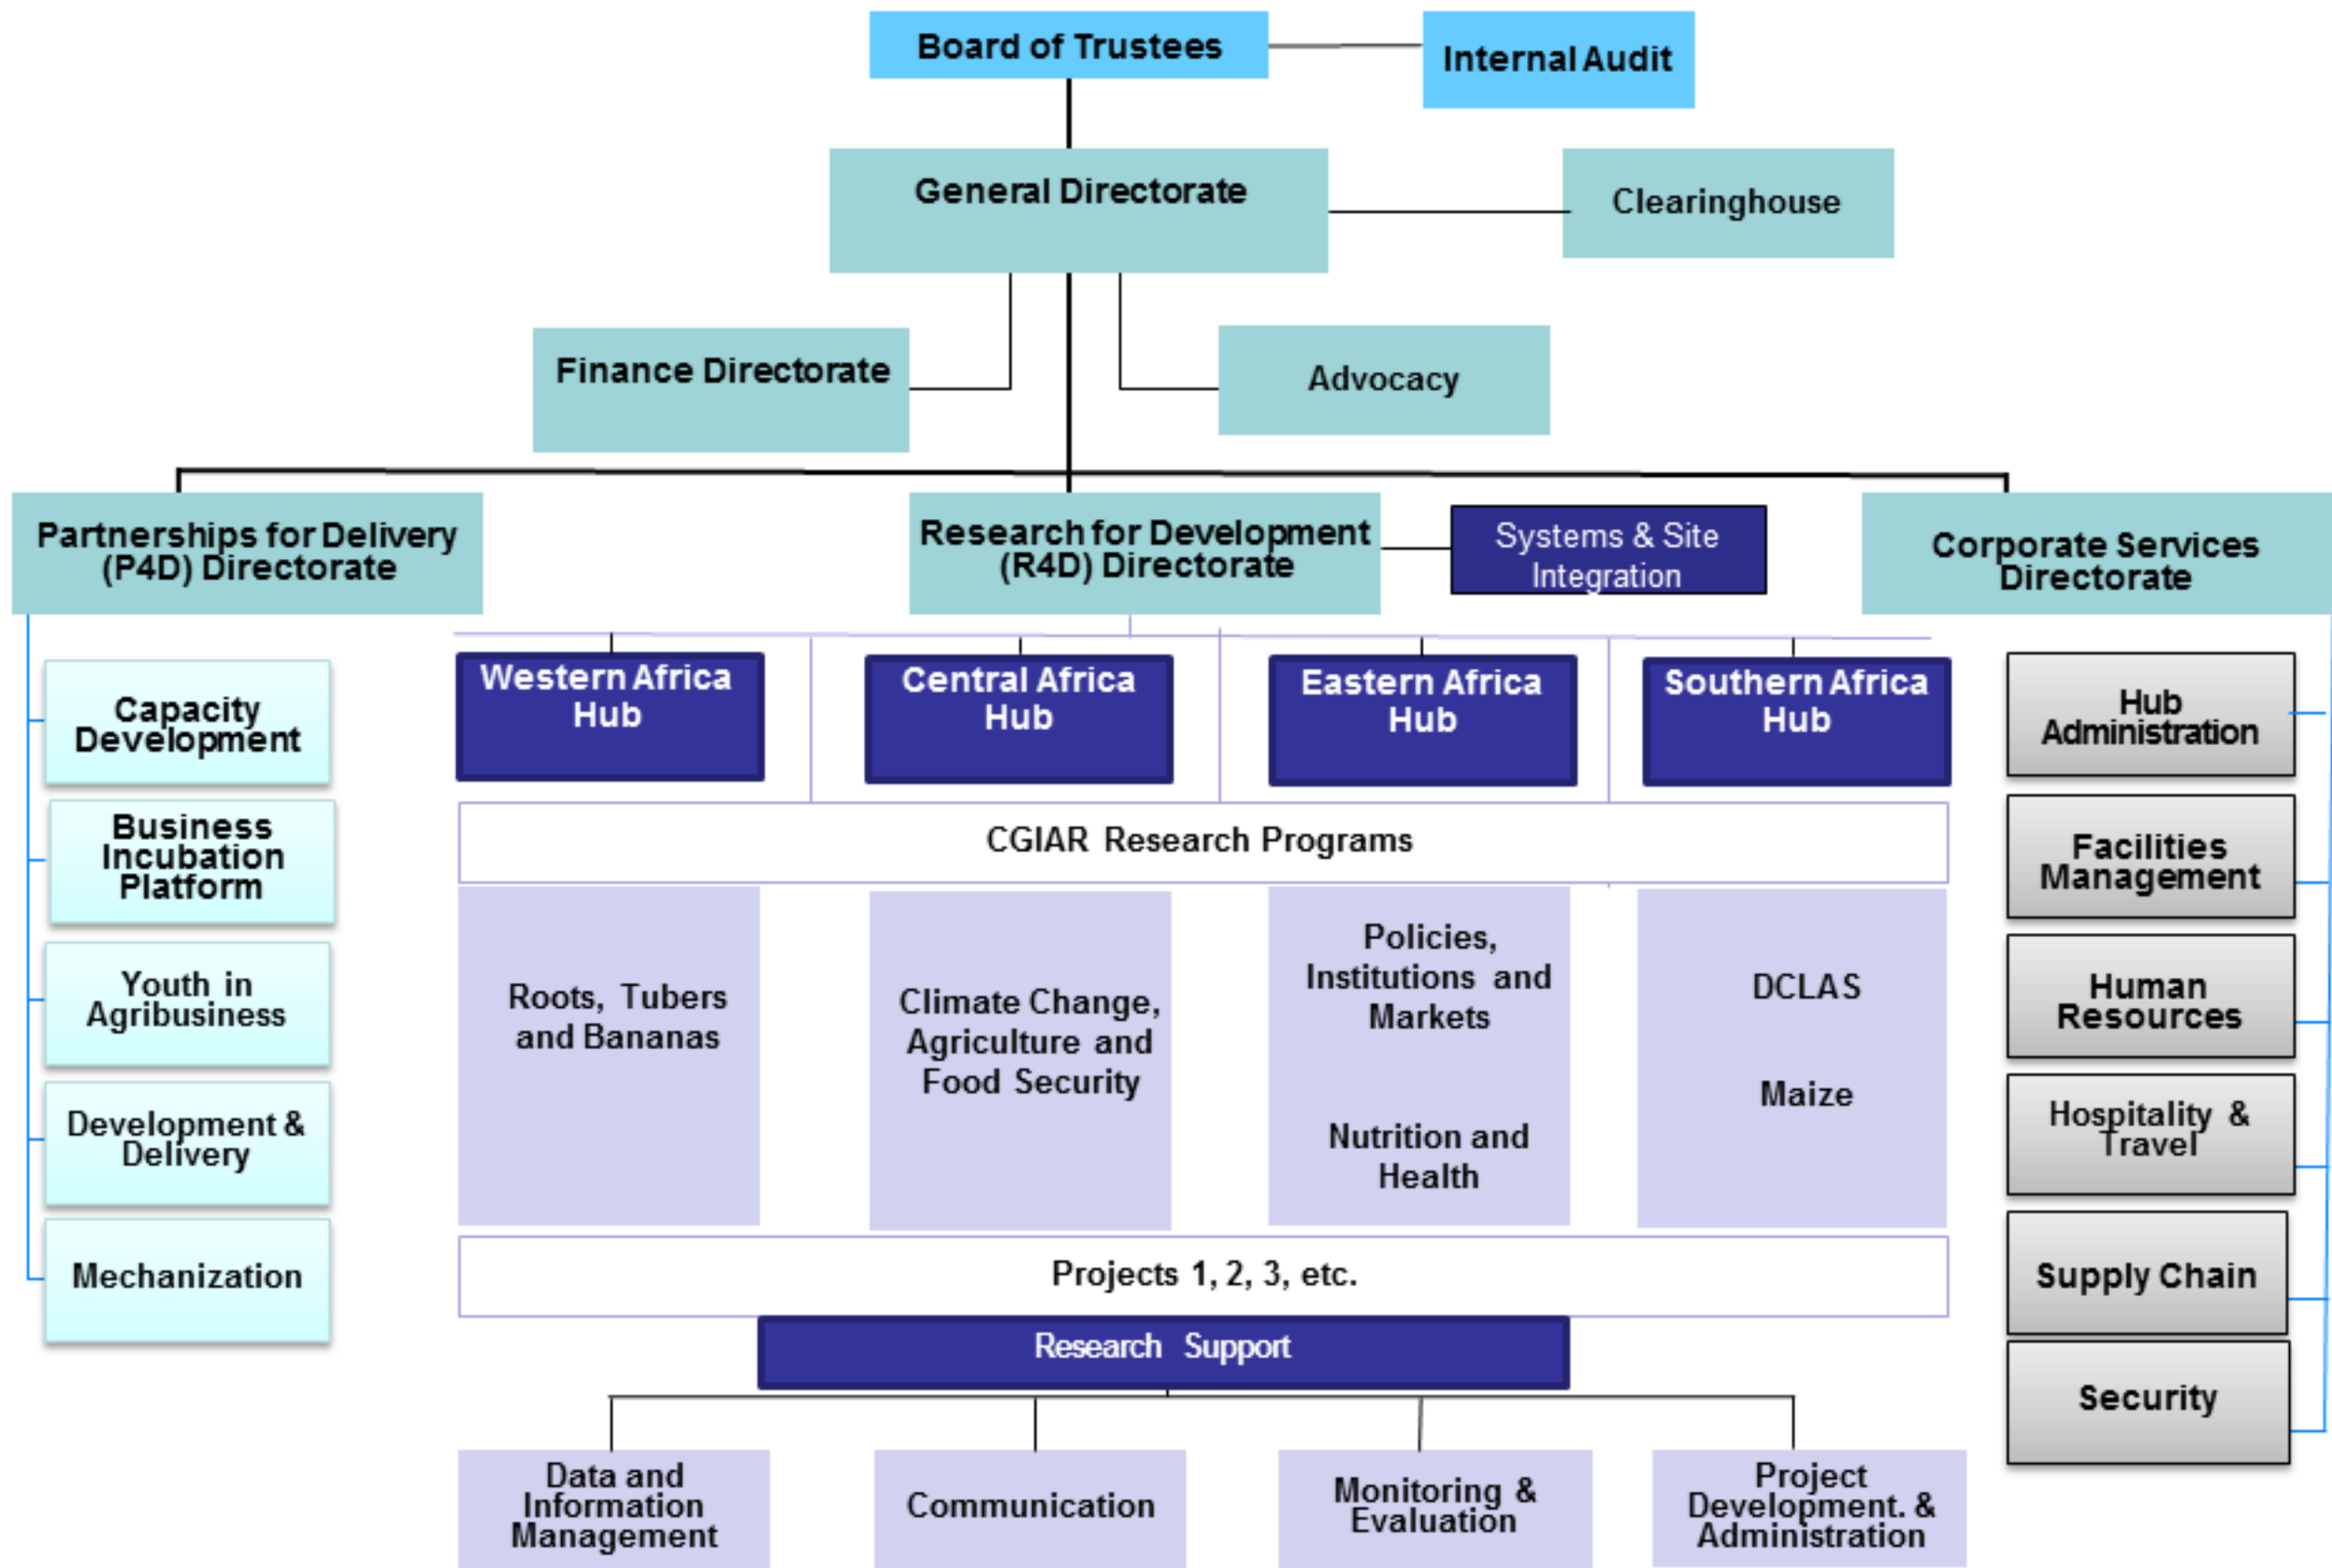 Board of Trustees
Internal Audit
General Directorate
Clearinghouse
Finance Directorate
Advocacy
Partnerships for Delivery
(P4D) Directorate
Research for Development
(R4D) Directorate
Systems & Site
Integration
Corporate Services
Directorate
Capacity
Development
Business
Incubation
Platform
Youth in
Agribusiness
Development &
Delivery
Mechanization
Western Africa
Hub
Central Africa
Hub
Eastern Africa
Hub
Southern Africa
Hub
CGIAR Research Programs
Roots, Tubers
and Bananas
Climate Change,
Agriculture and
Food Security
Policies,
Institutions and
Markets
Nutrition and
Health
DCLAS
Maize
Projects 1, 2, 3, etc.
Research Support
Data and
Information
Management
Communication
Monitoring &
Evaluation
Project
Development. &
Administration
Hub
Administration
Facilities
Management
Human
Resources
Hospitality &
Travel
Supply Chain
Security